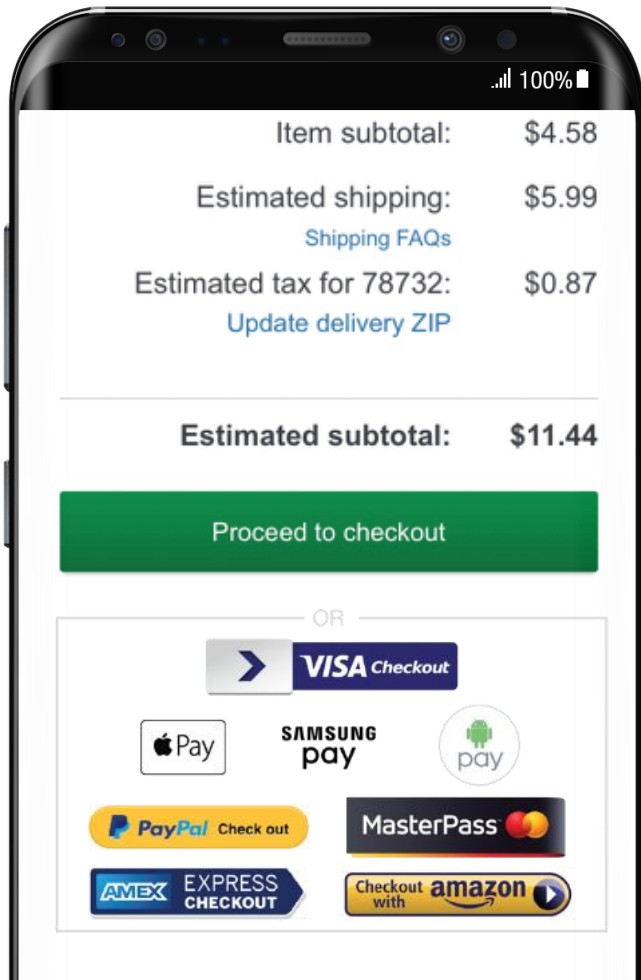 100%
Item subtotal: $4.58
Estimated shipping: $5.99
Shipping FAQs
Estimated tax for 78732: $0.87
Update delivery ZIP
Estimated subtotal: $11.44
Proceed to checkout
OR
VISA Checkout
Pay
SAMSUNG
pay
pay
PayPal Check out
MasterPass
AMEX EXPRESS
CHECKOUT
Checkout
with amazon